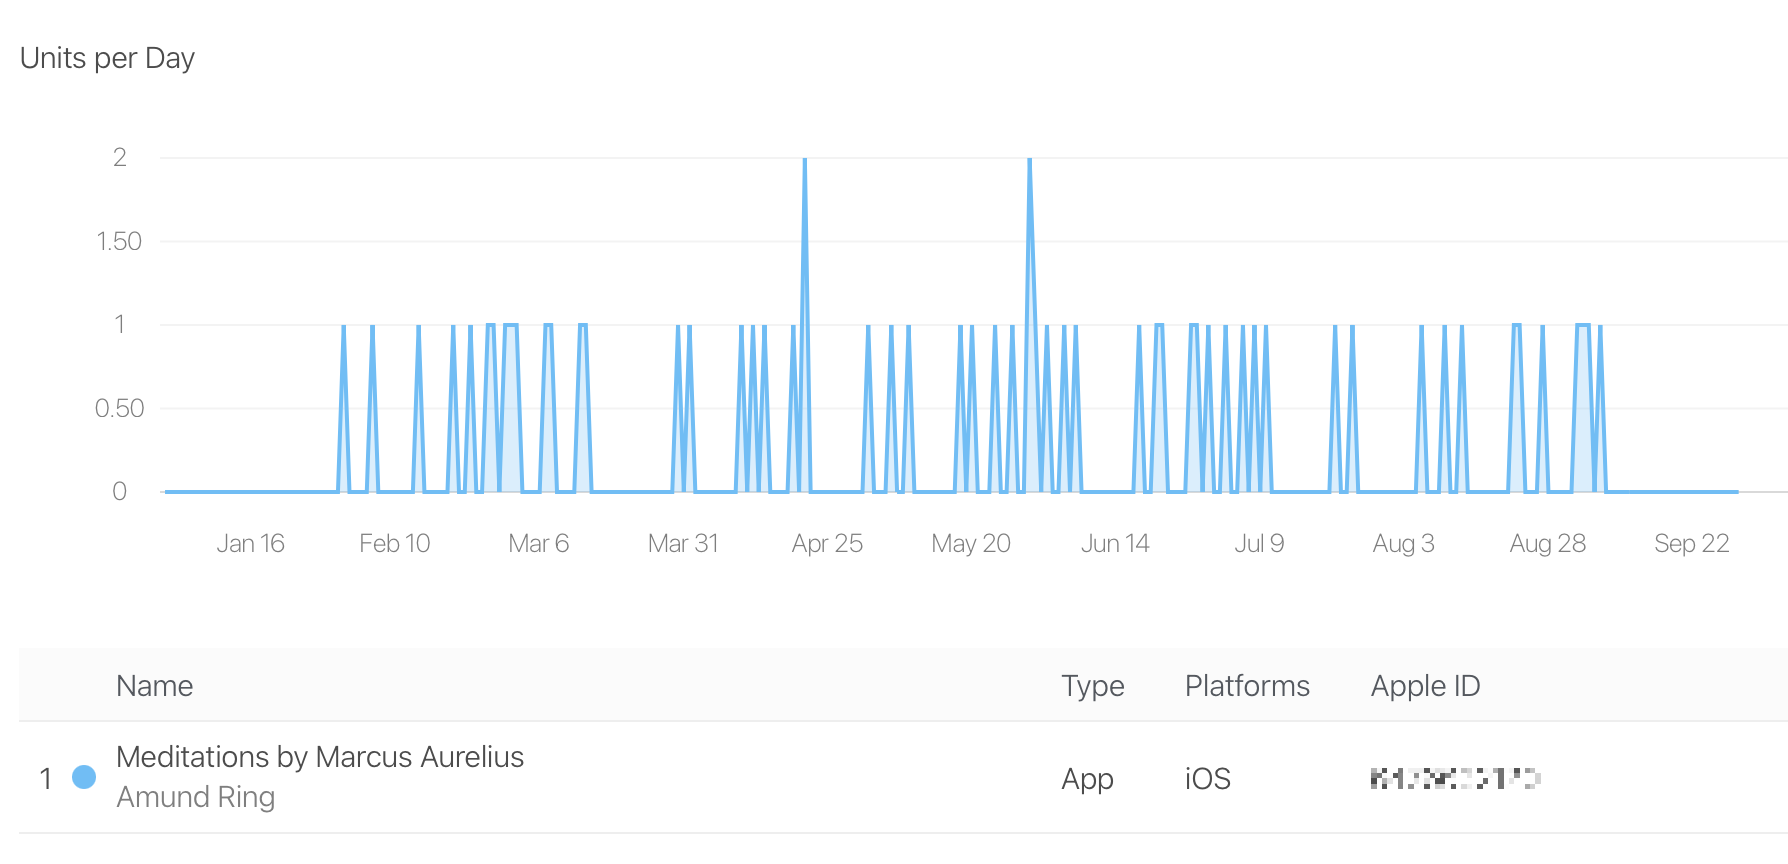 Units per Day
2
1.50
1
0.50
0
Jan 16 Feb 10 Mar 6 Mar 31 Apr 25 May 20 Jun 14 Jul 9 Aug 3 Aug 28 Sep 22
Name Type Platforms Apple ID
1 Meditations by Marcus Aurelius App iOS
Amund Ring